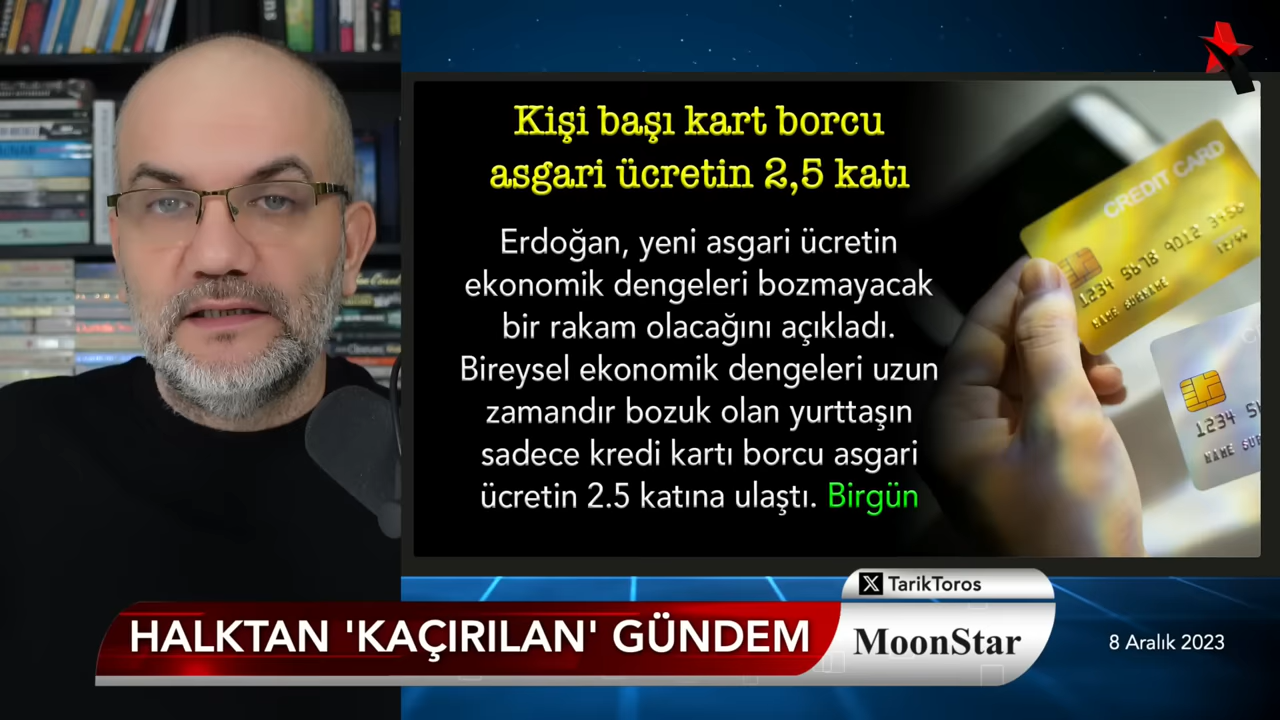 Kişi başı kart borcu
asgari ücretin 2,5 katı
Erdoğan, yeni asgari ücretin
ekonomik dengeleri bozmayacak
bir rakam olacağını açıkladı.
Bireysel ekonomik dengeleri uzun
zamandır bozuk olan yurttaşın
sadece kredi kartı borcu asgari
ücretin 2.5 katına ulaştı. Birgün
CREDIT CARD
1234 5678 9012 3456
NAME SURNAME
1234
X TarikToros
HALKTAN 'KAÇIRILAN' GÜNDEM
MoonStar
8 Aralık 2023